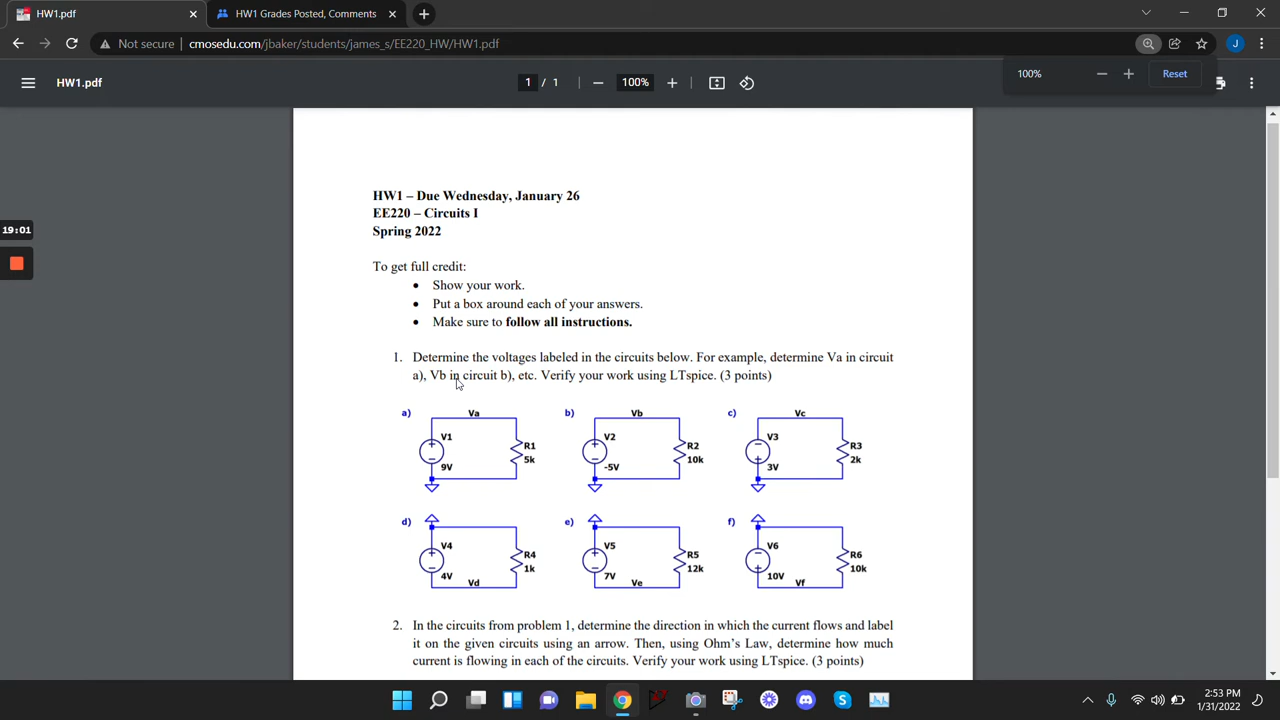 HW1.pdf
HW1 Grades Posted, Comments
Not secure
cmosedu.com/jbaker/students/james_s/EE220_HW/HW1.pdf
J
HW1.pdf
1 / 1
100%
100%
Reset
19:01
HW1 – Due Wednesday, January 26
EE220 – Circuits I
Spring 2022
To get full credit:
• Show your work.
• Put a box around each of your answers.
• Make sure to follow all instructions.
1. Determine the voltages labeled in the circuits below. For example, determine Va in circuit
a), Vb in circuit b), etc. Verify your work using LTspice. (3 points)
a) Va V1 9V R1 5k
b) Vb V2 -5V R2 10k
c) Vc V3 3V R3 2k
d) V4 4V Vd R4 1k
e) V5 7V Ve R5 12k
f) V6 10V Vf R6 10k
2. In the circuits from problem 1, determine the direction in which the current flows and label
it on the given circuits using an arrow. Then, using Ohm's Law, determine how much
current is flowing in each of the circuits. Verify your work using LTspice. (3 points)
2:53 PM
1/31/2022